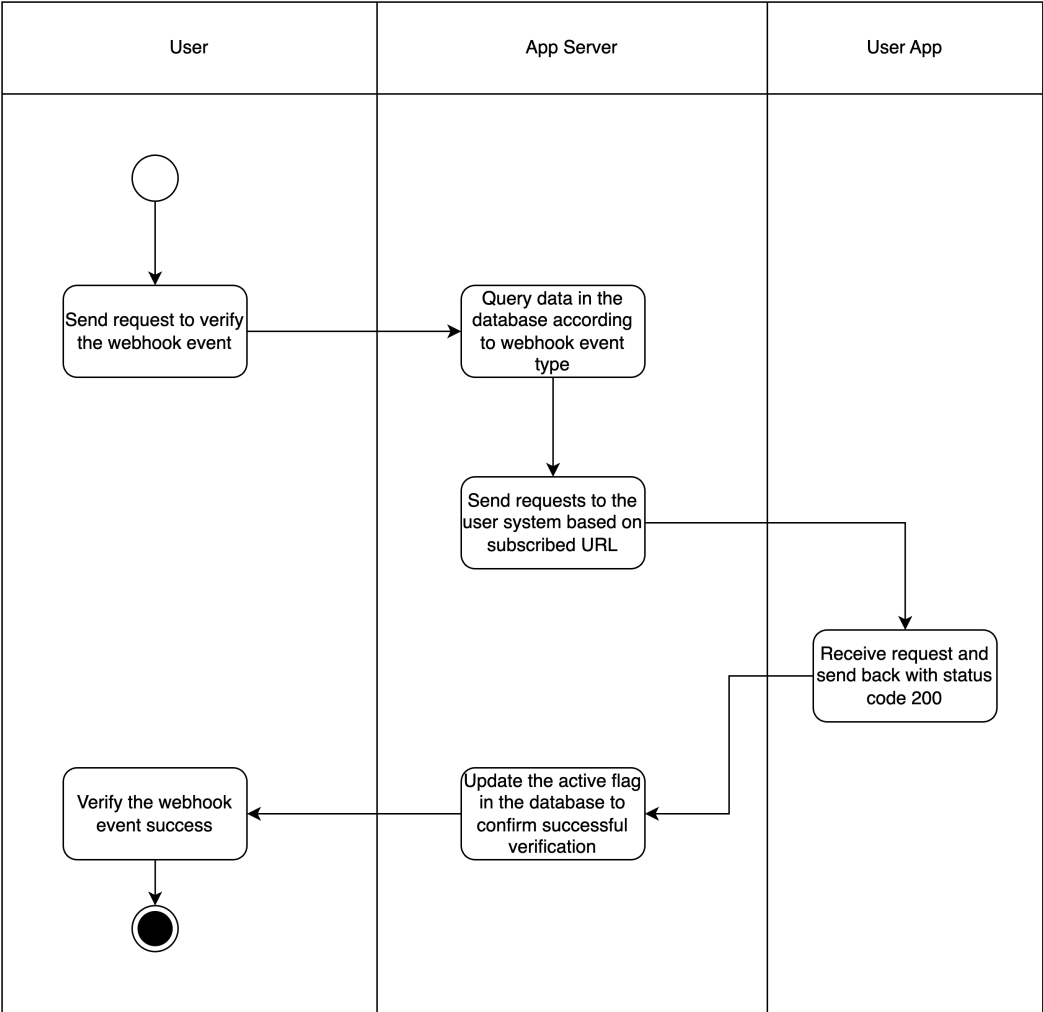 User
App Server
User App
Send request to verify
the webhook event
Query data in the
database according
to webhook event
type
Send requests to the
user system based on
subscribed URL
Receive request and
send back with status
code 200
Update the active flag
in the database to
confirm successful
verification
Verify the webhook
event success